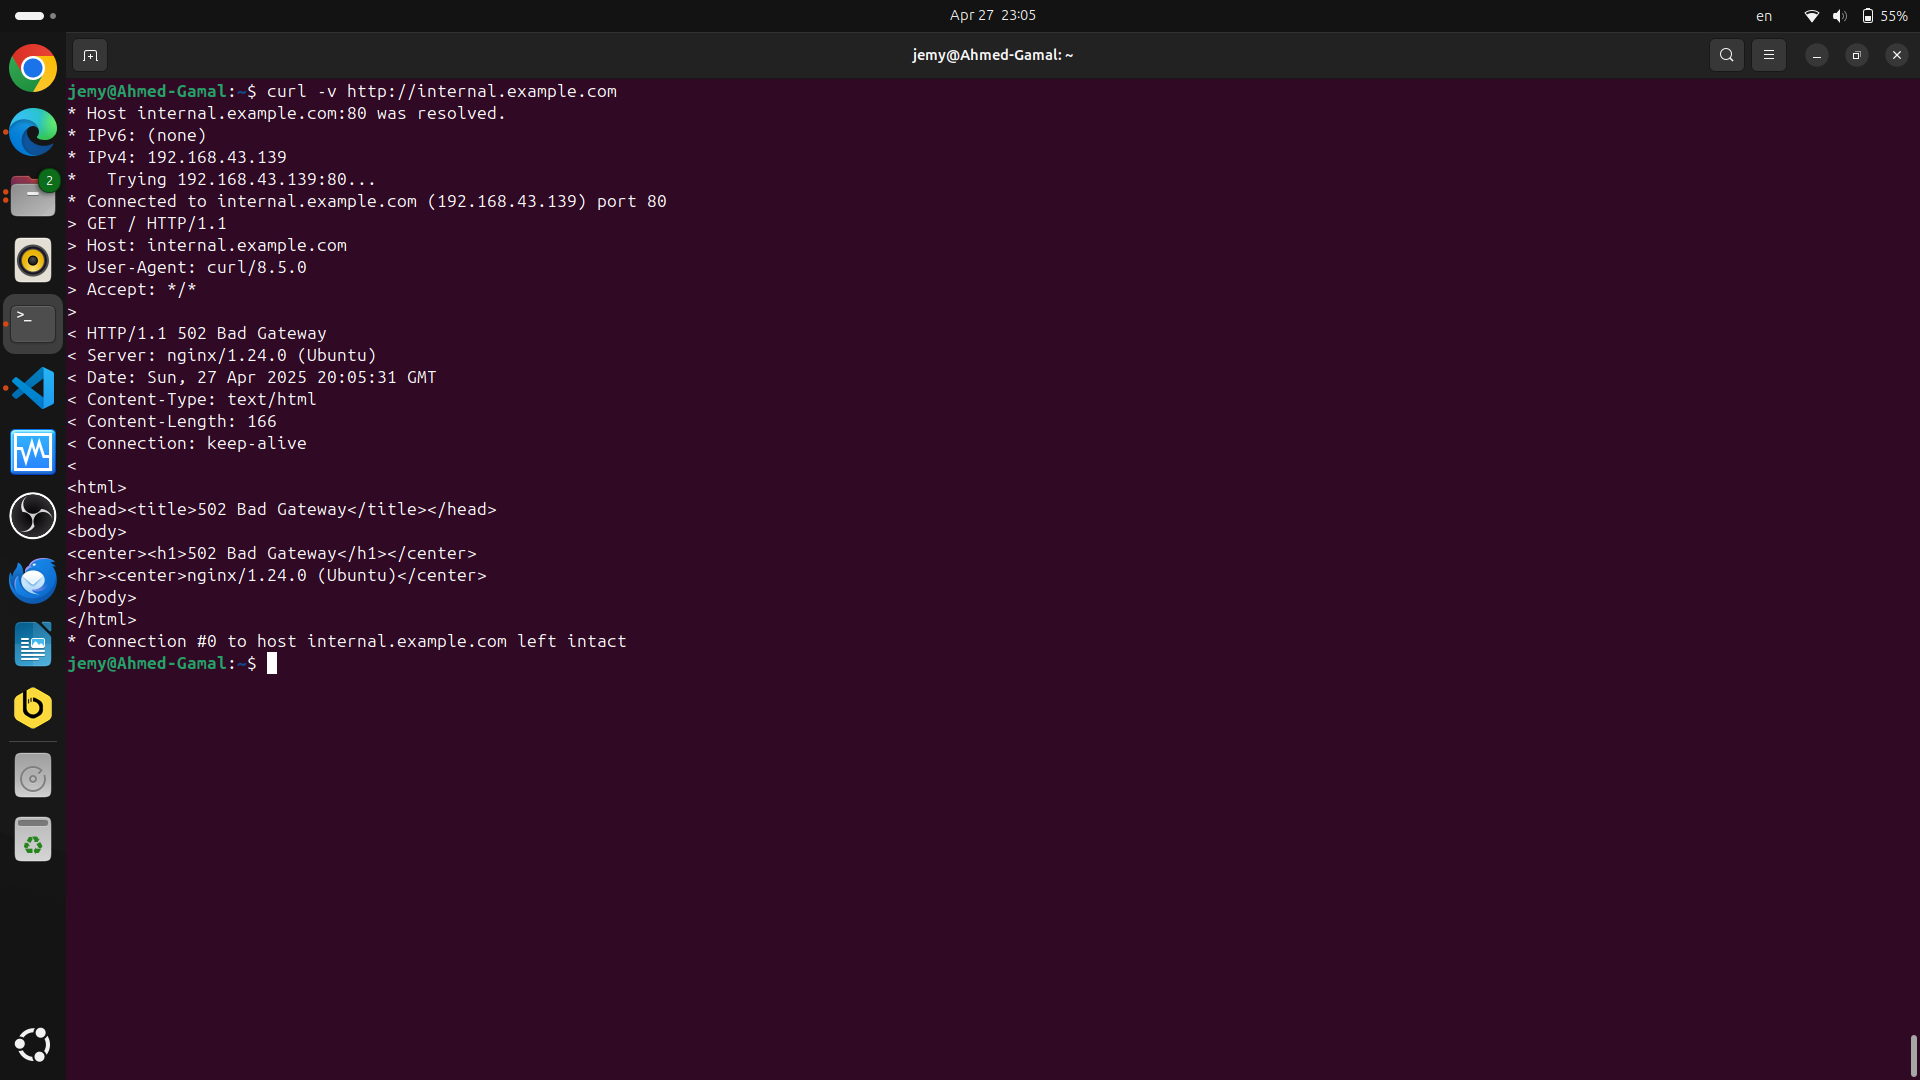 Apr 27 23:05
en
55%
jemy@Ahmed-Gamal: ~
2
>_
jemy@Ahmed-Gamal:~$ curl -v http://internal.example.com
* Host internal.example.com:80 was resolved.
* IPv6: (none)
* IPv4: 192.168.43.139
*   Trying 192.168.43.139:80...
* Connected to internal.example.com (192.168.43.139) port 80
> GET / HTTP/1.1
> Host: internal.example.com
> User-Agent: curl/8.5.0
> Accept: */*
>
< HTTP/1.1 502 Bad Gateway
< Server: nginx/1.24.0 (Ubuntu)
< Date: Sun, 27 Apr 2025 20:05:31 GMT
< Content-Type: text/html
< Content-Length: 166
< Connection: keep-alive
<
<html>
<head><title>502 Bad Gateway</title></head>
<body>
<center><h1>502 Bad Gateway</h1></center>
<hr><center>nginx/1.24.0 (Ubuntu)</center>
</body>
</html>
* Connection #0 to host internal.example.com left intact
jemy@Ahmed-Gamal:~$